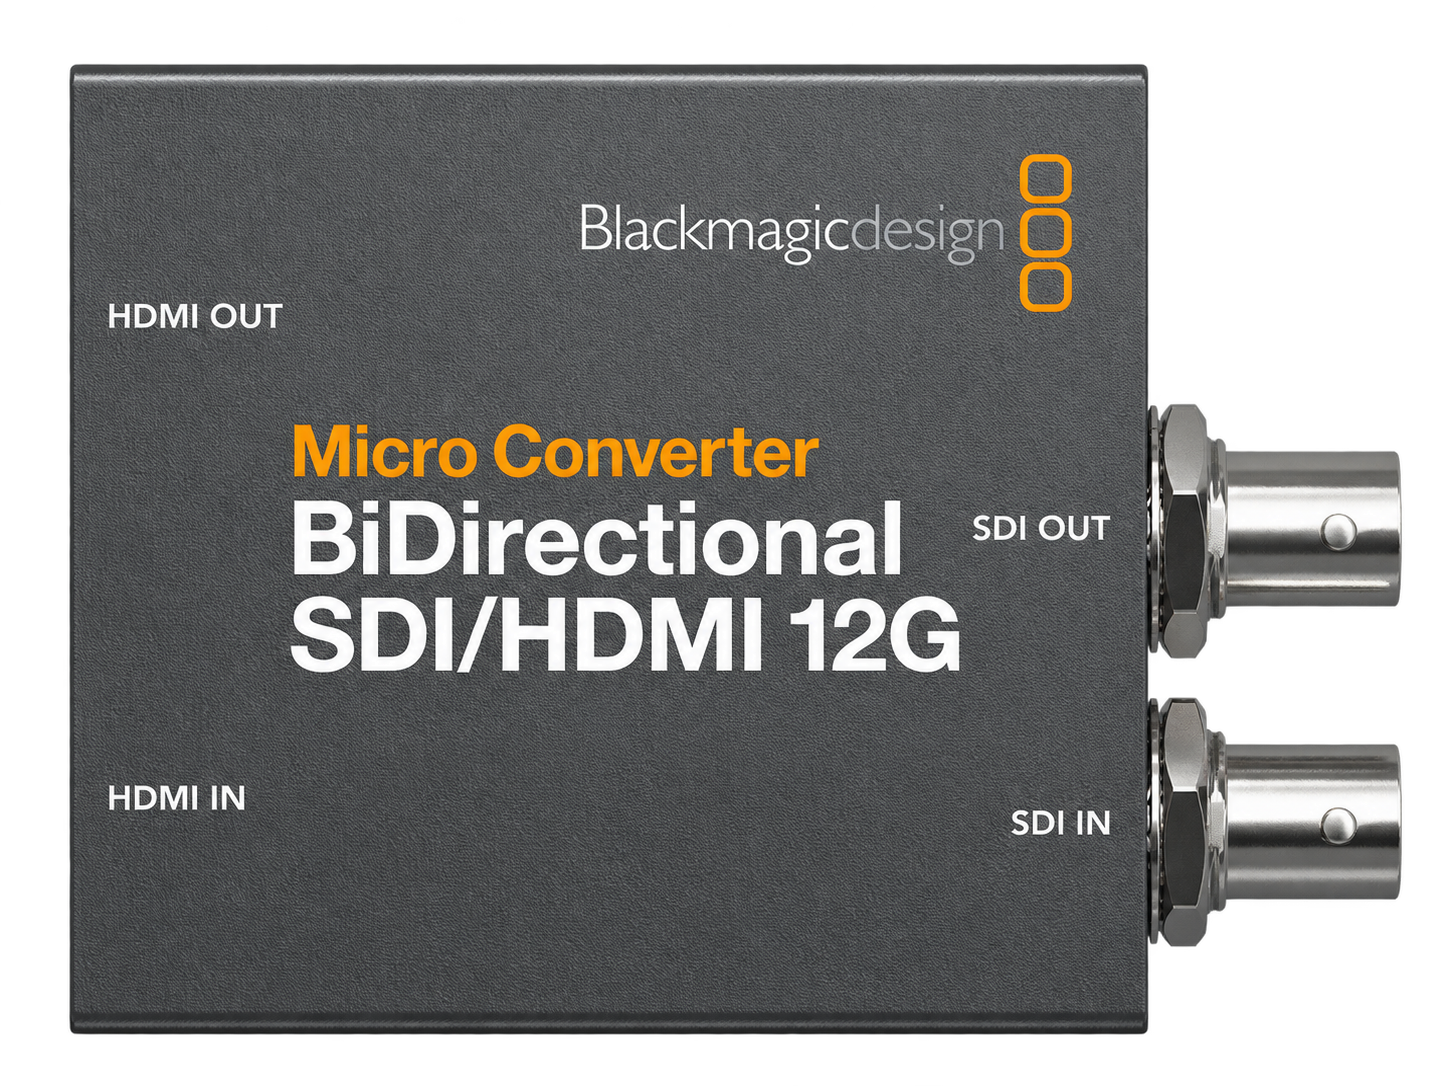 Blackmagicdesign
HDMI OUT
Micro Converter
BiDirectional
SDI OUT
SDI/HDMI 12G
HDMI IN
SDI IN